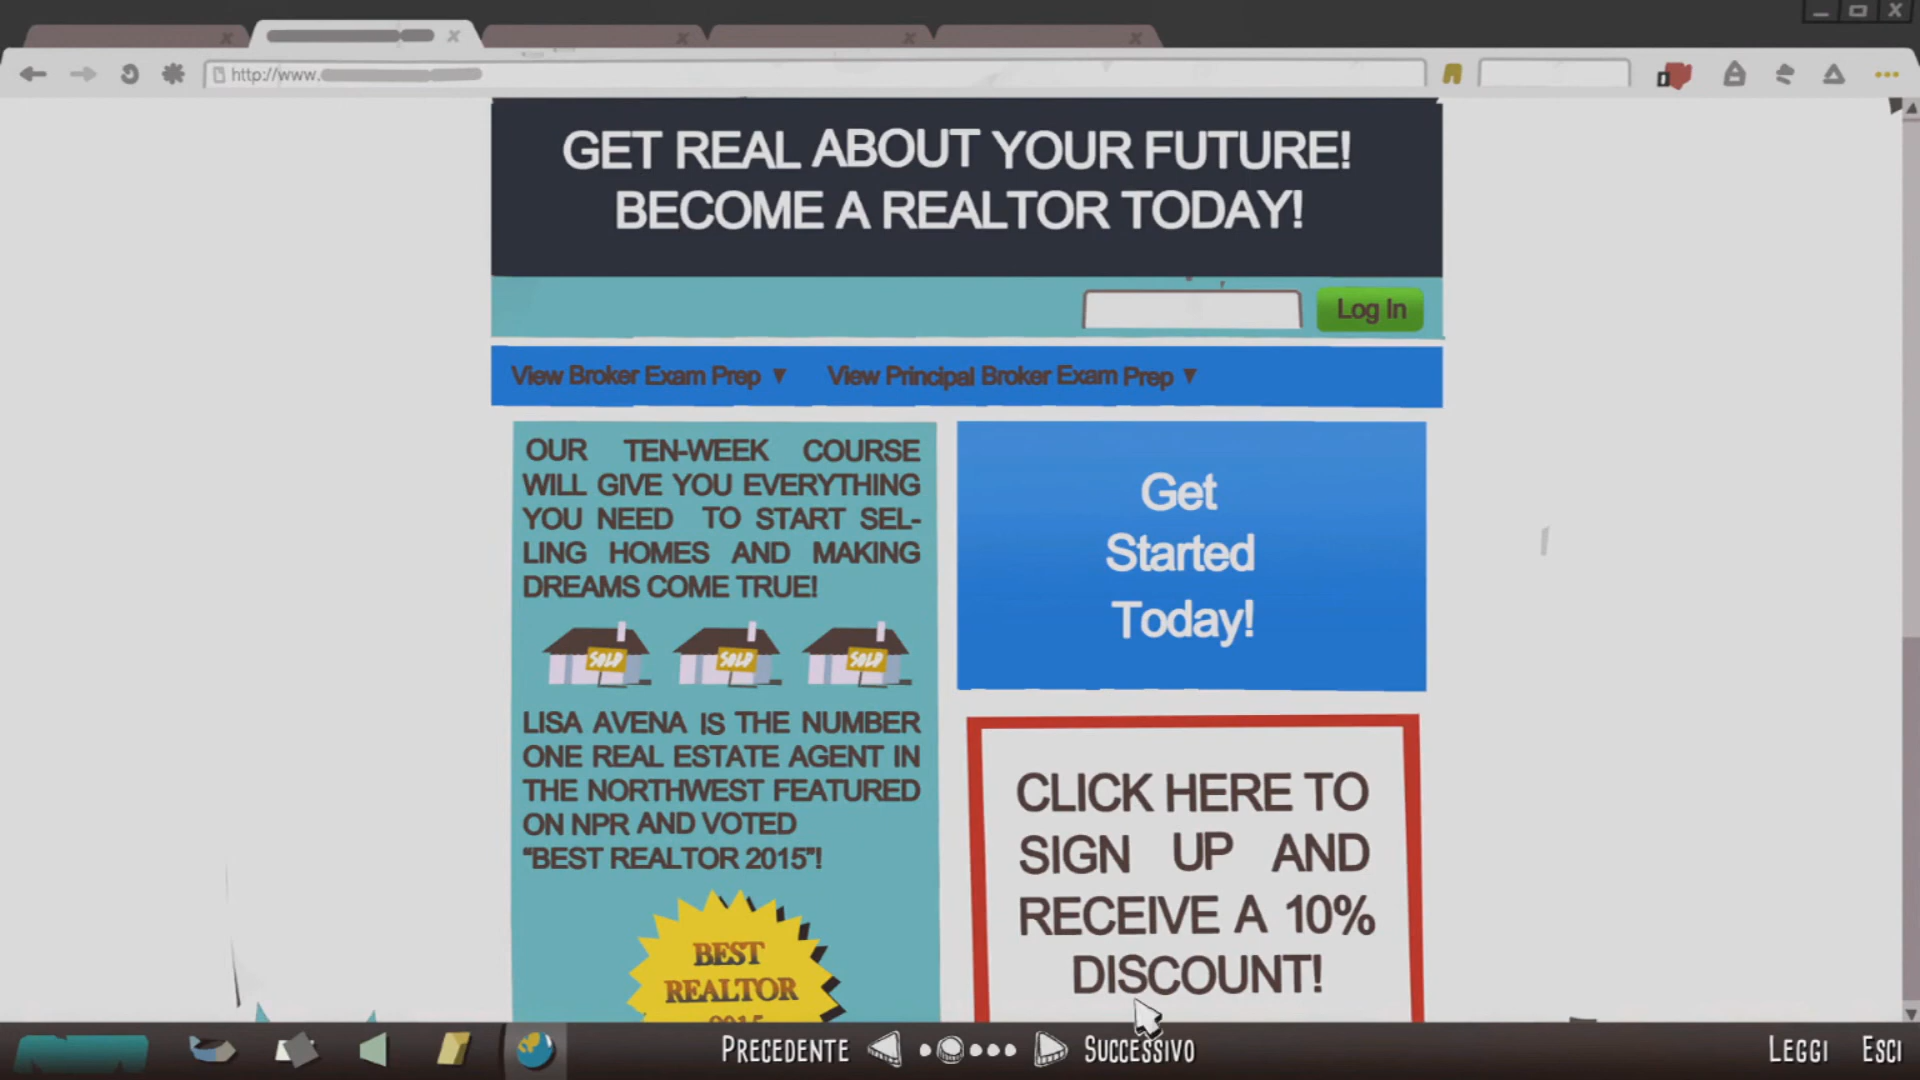 http://www.
GET REAL ABOUT YOUR FUTURE!
BECOME A REALTOR TODAY!
Log In
View Broker Exam Prep ▼ View Principal Broker Exam Prep ▼
OUR TEN-WEEK COURSE
WILL GIVE YOU EVERYTHING
YOU NEED TO START SEL-
LING HOMES AND MAKING
DREAMS COME TRUE!
SOLD SOLD SOLD
LISA AVENA IS THE NUMBER
ONE REAL ESTATE AGENT IN
THE NORTHWEST FEATURED
ON NPR AND VOTED
“BEST REALTOR 2015”!
BEST
REALTOR
2015
Get
Started
Today!
CLICK HERE TO
SIGN UP AND
RECEIVE A 10%
DISCOUNT!
PRECEDENTE SUCCESSIVO LEGGI ESCI